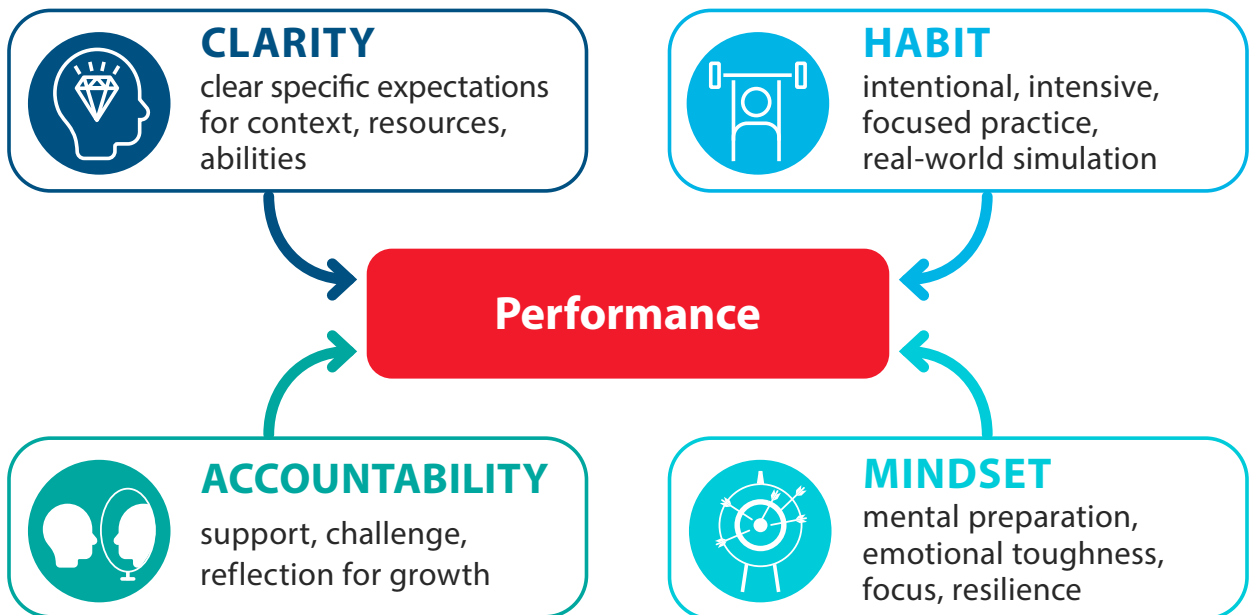 CLARITY
clear specific expectations
for context, resources,
abilities
HABIT
intentional, intensive,
focused practice,
real-world simulation
Performance
ACCOUNTABILITY
support, challenge,
reflection for growth
MINDSET
mental preparation,
emotional toughness,
focus, resilience